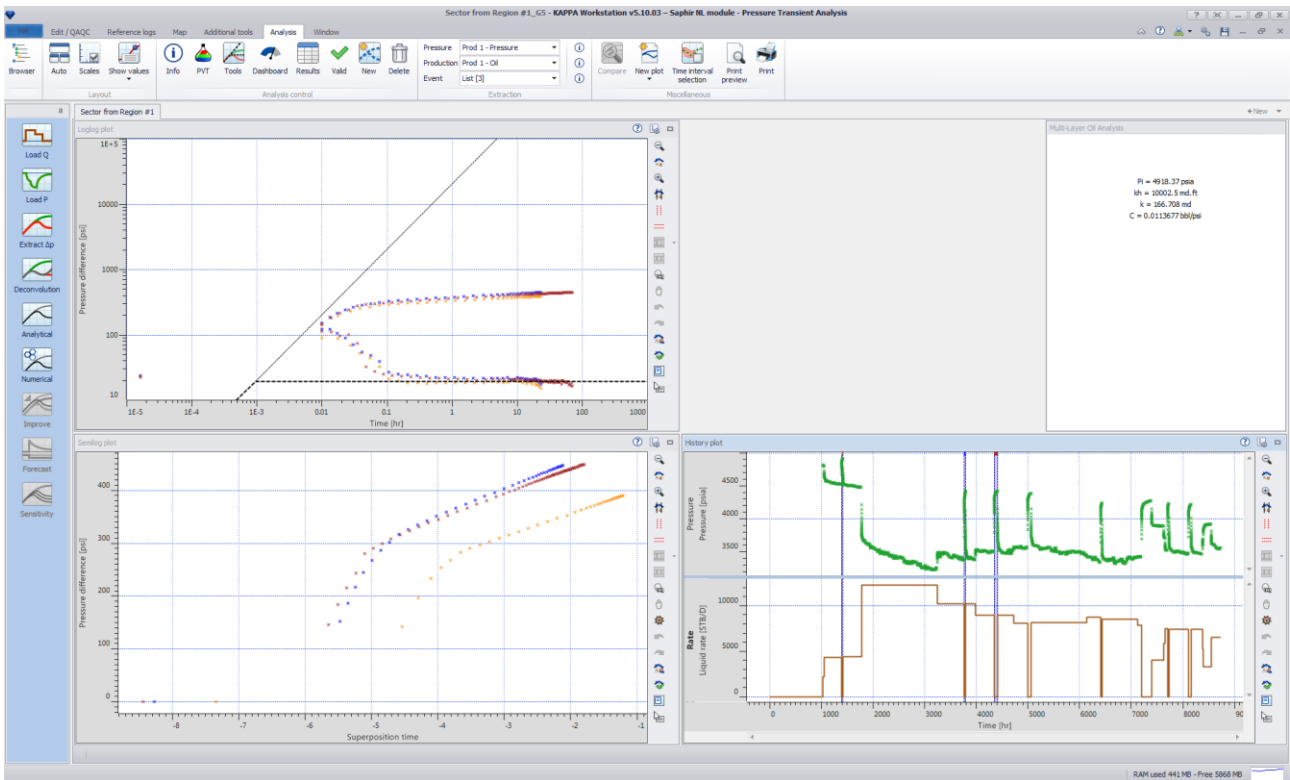 Sector from Region #1_G5 - KAPPA Workstation v5.10.03 – Saphir NL module - Pressure Transient Analysis
Edit / QAQC Reference logs Map Additional tools Analysis Window
Browser Auto Scales Show values Info PVT Tools Dashboard Results Valid New Delete
Pressure Prod 1 - Pressure
Production Prod 1 - Oil
Event List [3]
Compare New plot Time interval selection Print preview Print
Layout Analysis control Extraction Miscellaneous
Sector from Region #1
+New
Load Q
Load P
Extract Δp
Deconvolution
Analytical
Numerical
Improve
Forecast
Sensitivity
Loglog plot
1E+5
10000
1000
100
10
Pressure difference [psi]
1E-5 1E-4 1E-3 0.01 0.1 1 10 100 1000
Time [hr]
Multi-Layer Oil Analysis
Pi = 4918.37 psia
kh = 10002.5 md.ft
k = 166.708 md
C = 0.0113677 bbl/psi
Semilog plot
400
300
200
100
0
Pressure difference [psi]
-8 -7 -6 -5 -4 -3 -2 -1
Superposition time
History plot
4500
4000
3500
Pressure
Pressure [psia]
10000
5000
0
Rate
Liquid rate [STB/D]
0 1000 2000 3000 4000 5000 6000 7000 8000 90
Time [hr]
RAM used 441 MB - Free 5868 MB